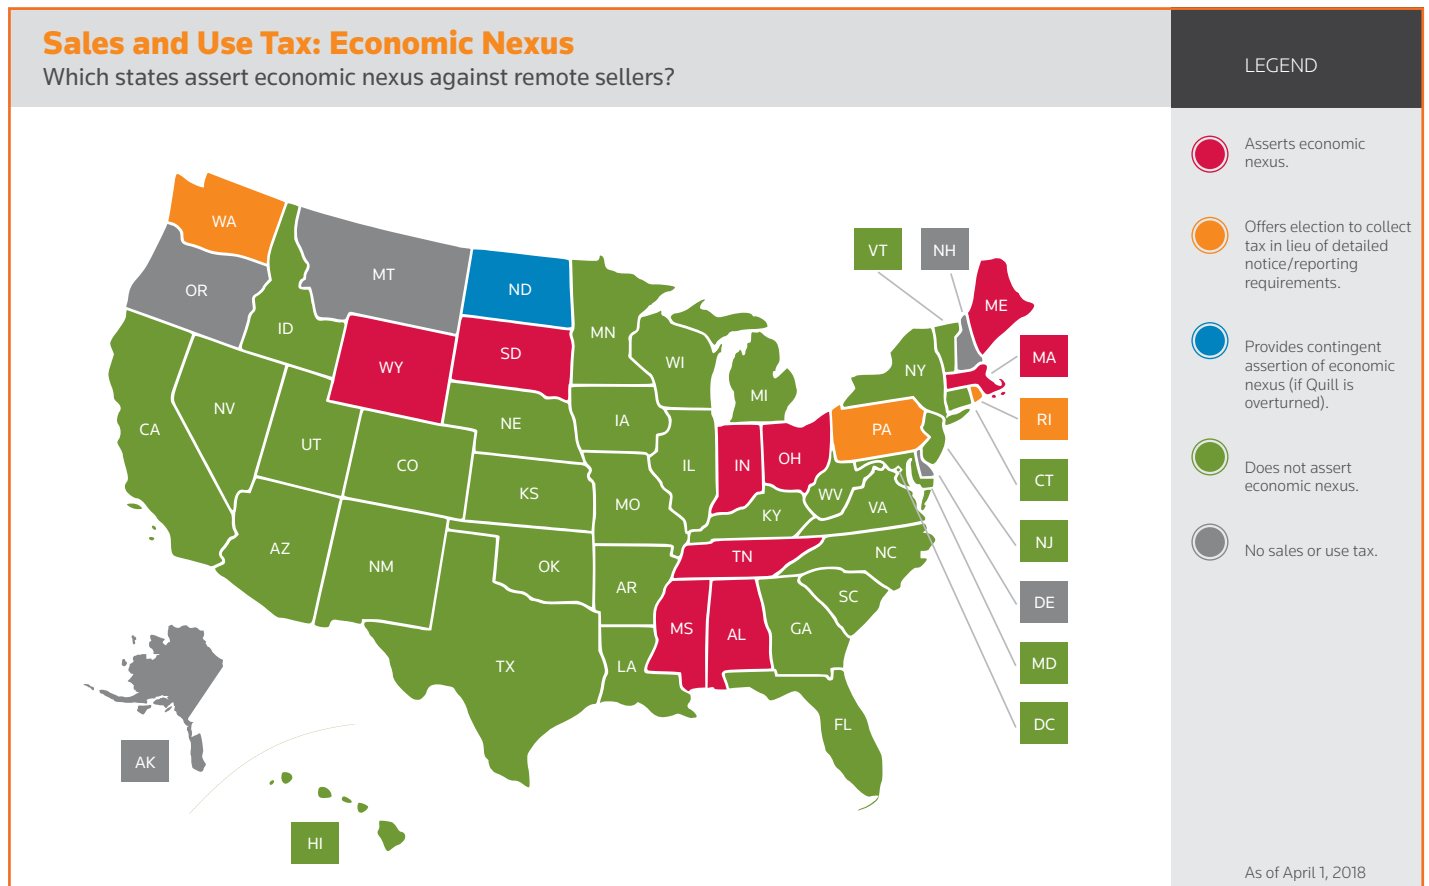 Sales and Use Tax: Economic Nexus
Which states assert economic nexus against remote sellers?
LEGEND
Asserts economic
nexus.
Offers election to collect
tax in lieu of detailed
notice/reporting
requirements.
Provides contingent
assertion of economic
nexus (if Quill is
overturned).
Does not assert
economic nexus.
No sales or use tax.
As of April 1, 2018
WA
OR
MT
ID
ND
MN
VT
NH
ME
WY
SD
WI
MI
NY
MA
RI
CT
NJ
DE
MD
DC
CA
NV
UT
CO
NE
IA
IL
IN
OH
PA
KS
MO
KY
WV
VA
AZ
NM
OK
AR
TN
NC
SC
MS
AL
GA
TX
LA
FL
AK
HI